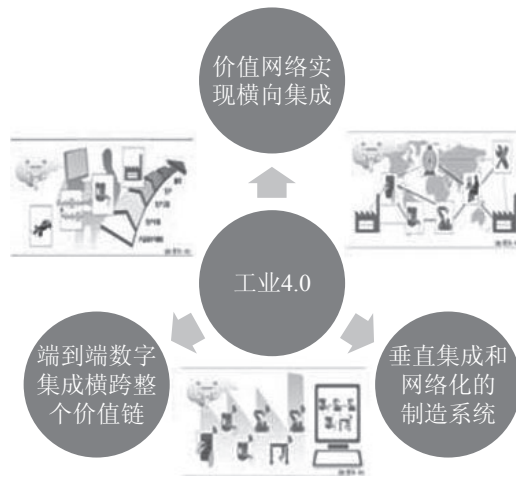 价值网络实
现横向集成
工业4.0
端到端数字
集成横跨整
个价值链
垂直集成和
网络化的
制造系统